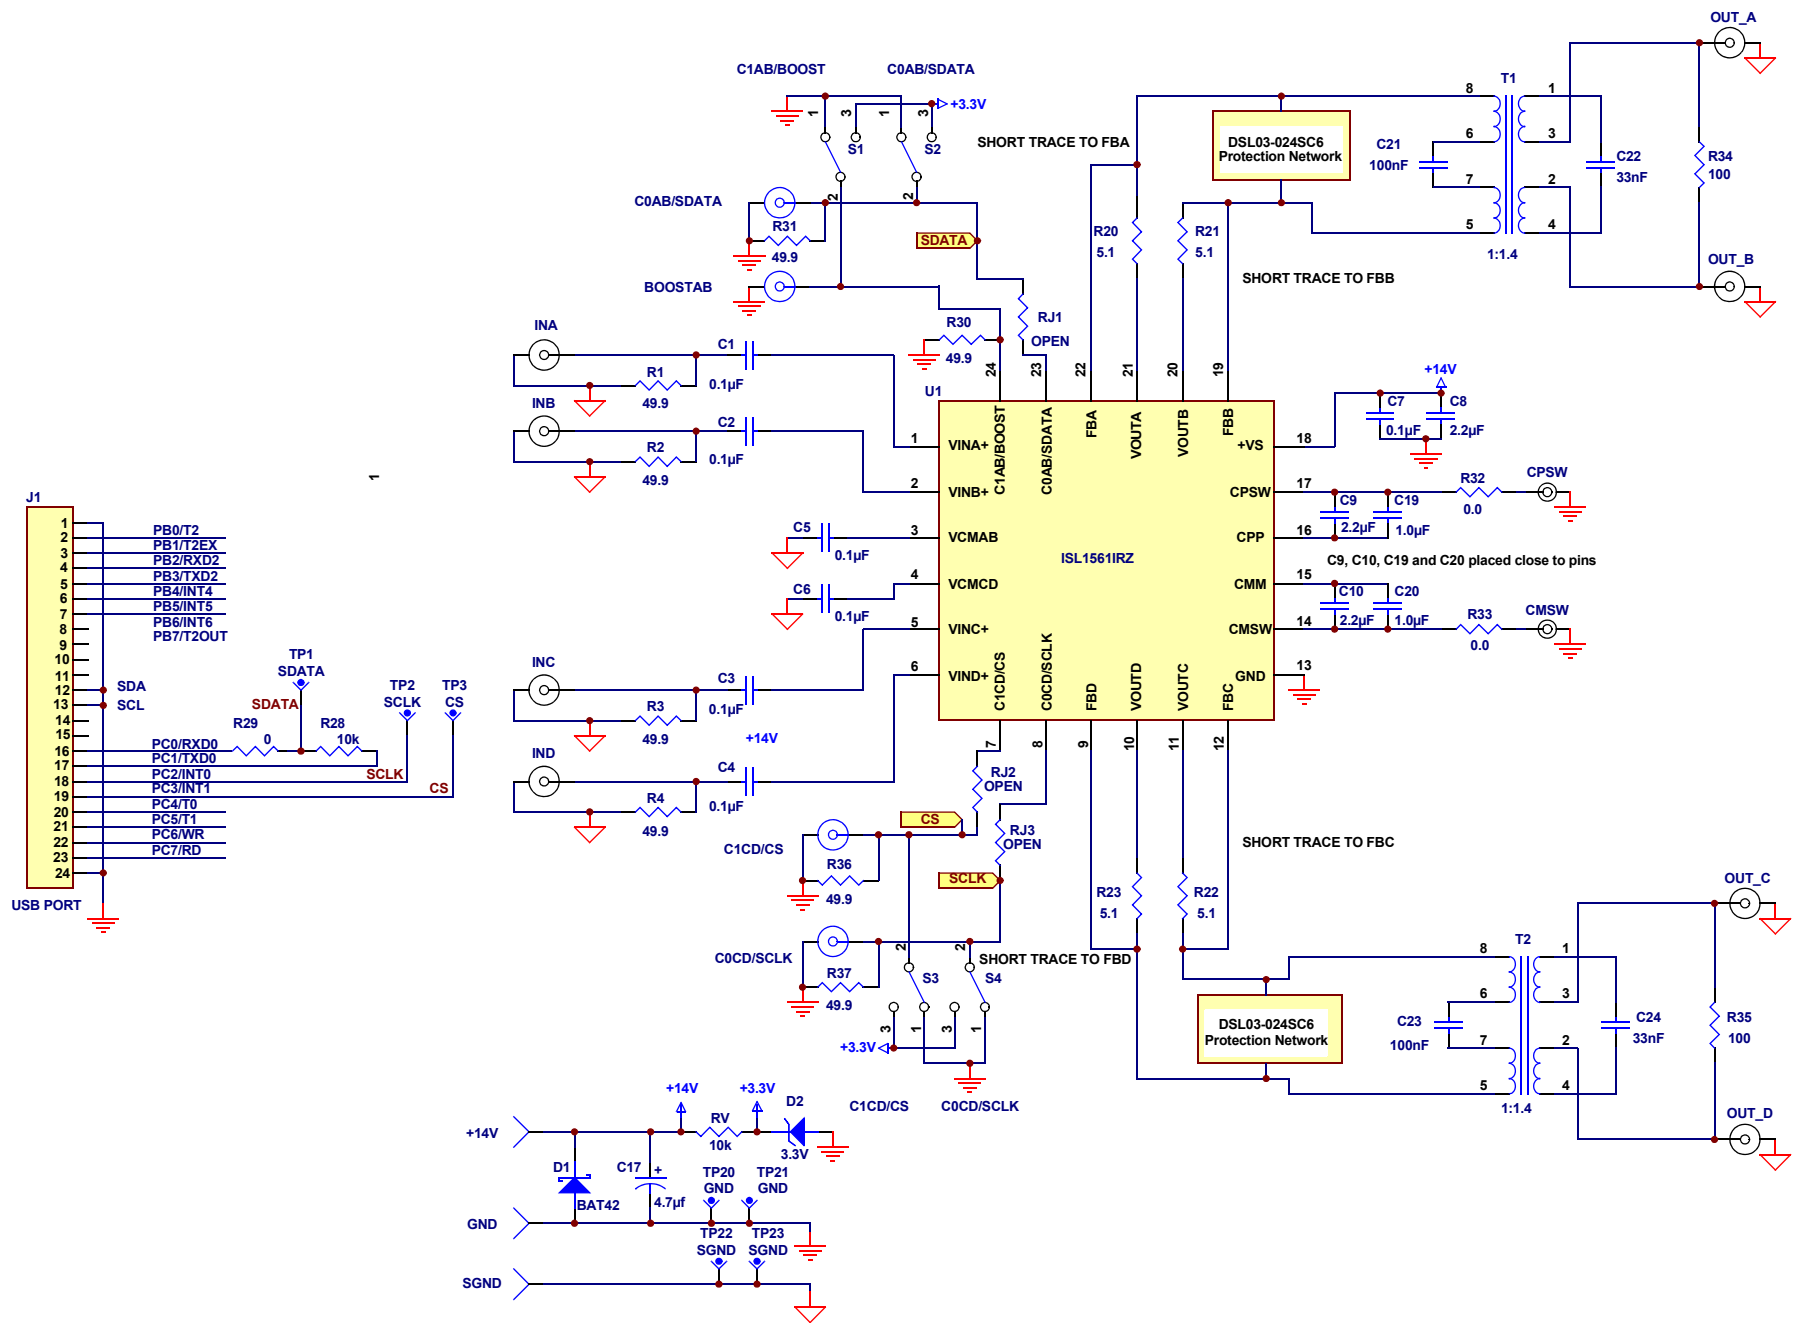 OUT_A
C1AB/BOOST
C0AB/SDATA
+3.3V
1
3
1
3
S1
S2
2
2
SHORT TRACE TO FBA
DSL03-024SC6
Protection Network
T1
8
6
7
5
1
3
2
4
1:1.4
C21
100nF
C22
33nF
R34
100
C0AB/SDATA
R31
49.9
SDATA
R20
5.1
R21
5.1
SHORT TRACE TO FBB
OUT_B
BOOSTAB
RJ1
OPEN
R30
49.9
INA
C1
0.1µF
R1
49.9
INB
C2
0.1µF
R2
49.9
24
23
22
21
20
19
U1
C1AB/BOOST
C0AB/SDATA
FBA
VOUTA
VOUTB
FBB
1
VINA+
2
VINB+
3
VCMAB
4
VCMCD
5
VINC+
6
VIND+
ISL1561IRZ
+VS
18
CPSW
17
CPP
16
CMM
15
CMSW
14
GND
13
C1CD/CS
C0CD/SCLK
FBD
VOUTD
VOUTC
FBC
7
8
9
10
11
12
+14V
C7
0.1µF
C8
2.2µF
CPSW
R32
0.0
C9
2.2µF
C19
1.0µF
C9, C10, C19 and C20 placed close to pins
C10
2.2µF
C20
1.0µF
R33
0.0
CMSW
C5
0.1µF
C6
0.1µF
INC
C3
0.1µF
R3
49.9
+14V
IND
C4
0.1µF
R4
49.9
1
J1
1
2
3
4
5
6
7
8
9
10
11
12
13
14
15
16
17
18
19
20
21
22
23
24
USB PORT
PB0/T2
PB1/T2EX
PB2/RXD2
PB3/TXD2
PB4/INT4
PB5/INT5
PB6/INT6
PB7/T2OUT
SDA
SCL
TP1
SDATA
SDATA
R29
0
R28
10k
TP2
SCLK
TP3
CS
PC0/RXD0
PC1/TXD0
PC2/INT0
SCLK
PC3/INT1
CS
PC4/T0
PC5/T1
PC6/WR
PC7/RD
RJ2
OPEN
CS
RJ3
OPEN
SCLK
C1CD/CS
R36
49.9
C0CD/SCLK
R37
49.9
2
2
S3
S4
3
1
3
1
+3.3V
C1CD/CS
C0CD/SCLK
SHORT TRACE TO FBD
R23
5.1
R22
5.1
SHORT TRACE TO FBC
DSL03-024SC6
Protection Network
OUT_C
T2
8
6
7
5
1
3
2
4
1:1.4
C23
100nF
C24
33nF
R35
100
OUT_D
+14V
+14V
RV
10k
+3.3V
D2
3.3V
D1
BAT42
C17
+
4.7µf
TP20
GND
TP21
GND
GND
TP22
SGND
TP23
SGND
SGND